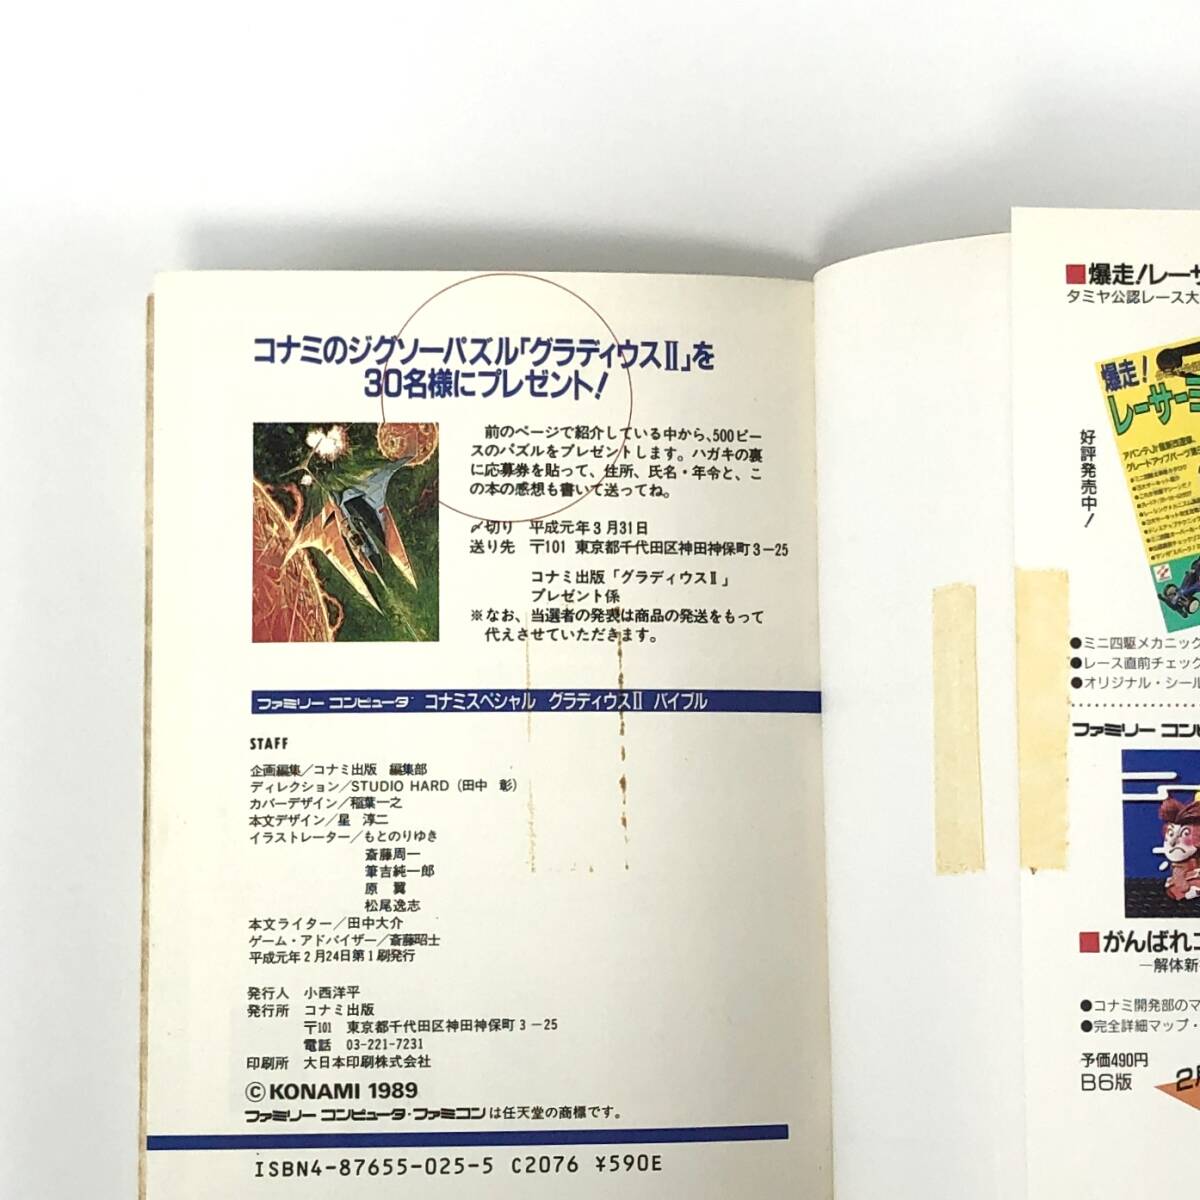 コナミのジグソーパズル「グラディウスⅡ」を
30名様にプレゼント!
前のページで紹介している中から、500ピー
スのパズルをプレゼントします。ハガキの裏
に応募券を貼って、住所、氏名・年令と、こ
の本の感想も書いて送ってね。
〆切り 平成元年3月31日
送り先 〒101 東京都千代田区神田神保町3-25
コナミ出版「グラディウスⅡ」
プレゼント係
※なお、当選者の発表は商品の発送をもって
代えさせていただきます。
ファミリー コンピュータ コナミスペシャル グラディウスⅡ バイブル
STAFF
企画編集/コナミ出版 編集部
ディレクション/STUDIO HARD (田中 彰)
カバーデザイン/稲葉一之
本文デザイン/星 淳二
イラストレーター/もとのりゆき
斎藤周一
筆吉純一郎
原 翼
松尾逸志
本文ライター/田中大介
ゲーム・アドバイザー/斎藤昭士
平成元年2月24日第1刷発行
発行人 小西洋平
発行所 コナミ出版
〒101 東京都千代田区神田神保町3-25
電話 03-221-7231
印刷所 大日本印刷株式会社
©KONAMI 1989
ファミリー コンピュータ・ファミコンは任天堂の商標です。
ISBN4-87655-025-5 C2076 ¥590E
■爆走!レーサ
タミヤ公認レース大
爆走!
レーサーミ
好評発売中!
●ミニ四駆メカニック
●レース直前チェック
●オリジナル・シール
ファミリー コンピ
■がんばれゴ
―解体新
●コナミ開発部のマ
●完全詳細マップ・
予価490円
B6版
2月